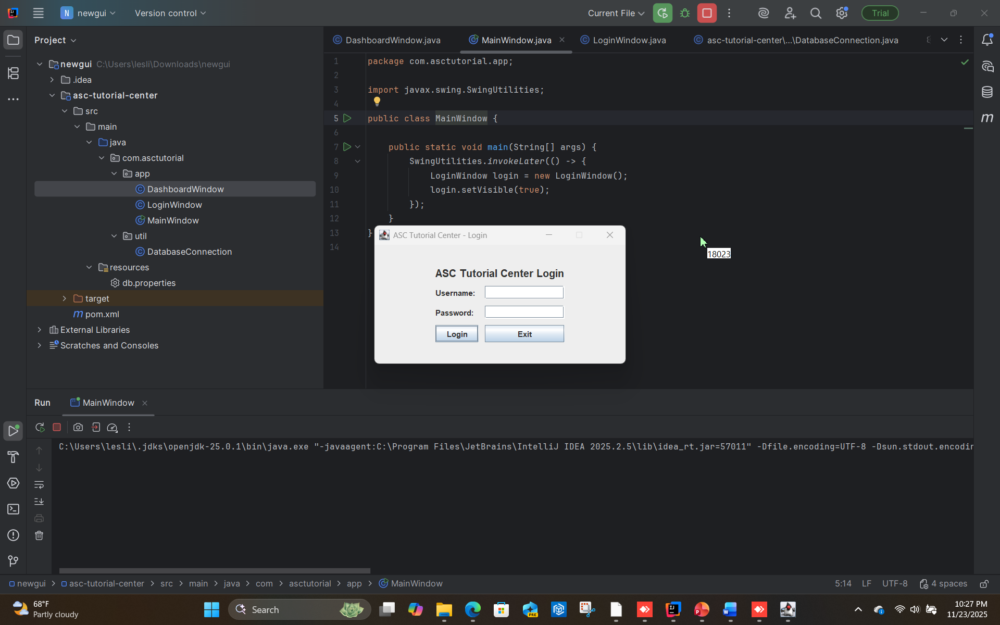 N newgui
Version control
Current File
Trial
Project
DashboardWindow.java
MainWindow.java
LoginWindow.java
asc-tutorial-center\...\DatabaseConnection.java
newgui C:\Users\lesli\Downloads\newgui
.idea
asc-tutorial-center
src
main
java
com.asctutorial
app
DashboardWindow
LoginWindow
MainWindow
util
DatabaseConnection
resources
db.properties
target
m pom.xml
External Libraries
Scratches and Consoles
1 package com.asctutorial.app;
2
3 import javax.swing.SwingUtilities;
4
5 public class MainWindow {
6
7 public static void main(String[] args) {
8 SwingUtilities.invokeLater(() -> {
9 LoginWindow login = new LoginWindow();
10 login.setVisible(true);
11 });
12 }
13 }
14
ASC Tutorial Center - Login
ASC Tutorial Center Login
Username:
Password:
Login Exit
18023
m
Run MainWindow
C:\Users\lesli\.jdks\openjdk-25.0.1\bin\java.exe "-javaagent:C:\Program Files\JetBrains\IntelliJ IDEA 2025.2.5\lib\idea_rt.jar=57011" -Dfile.encoding=UTF-8 -Dsun.stdout.encodin
newgui > asc-tutorial-center > src > main > java > com > asctutorial > app > MainWindow
5:14 LF UTF-8 4 spaces
68°F
Partly cloudy
Search
PRE
10:27 PM
11/23/2025